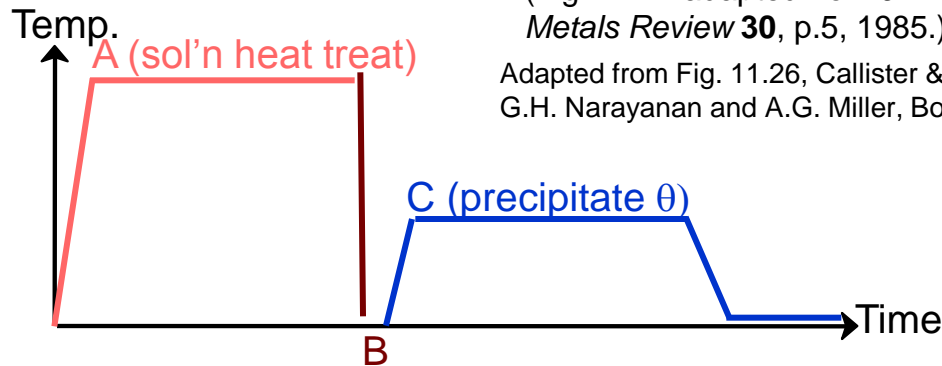 Metals Review 30, p.5, 1985.)
Adapted from Fig. 11.26, Callister &
G.H. Narayanan and A.G. Miller,
Temp.
A (sol'n heat treat)
C (precipitate θ)
B
Time